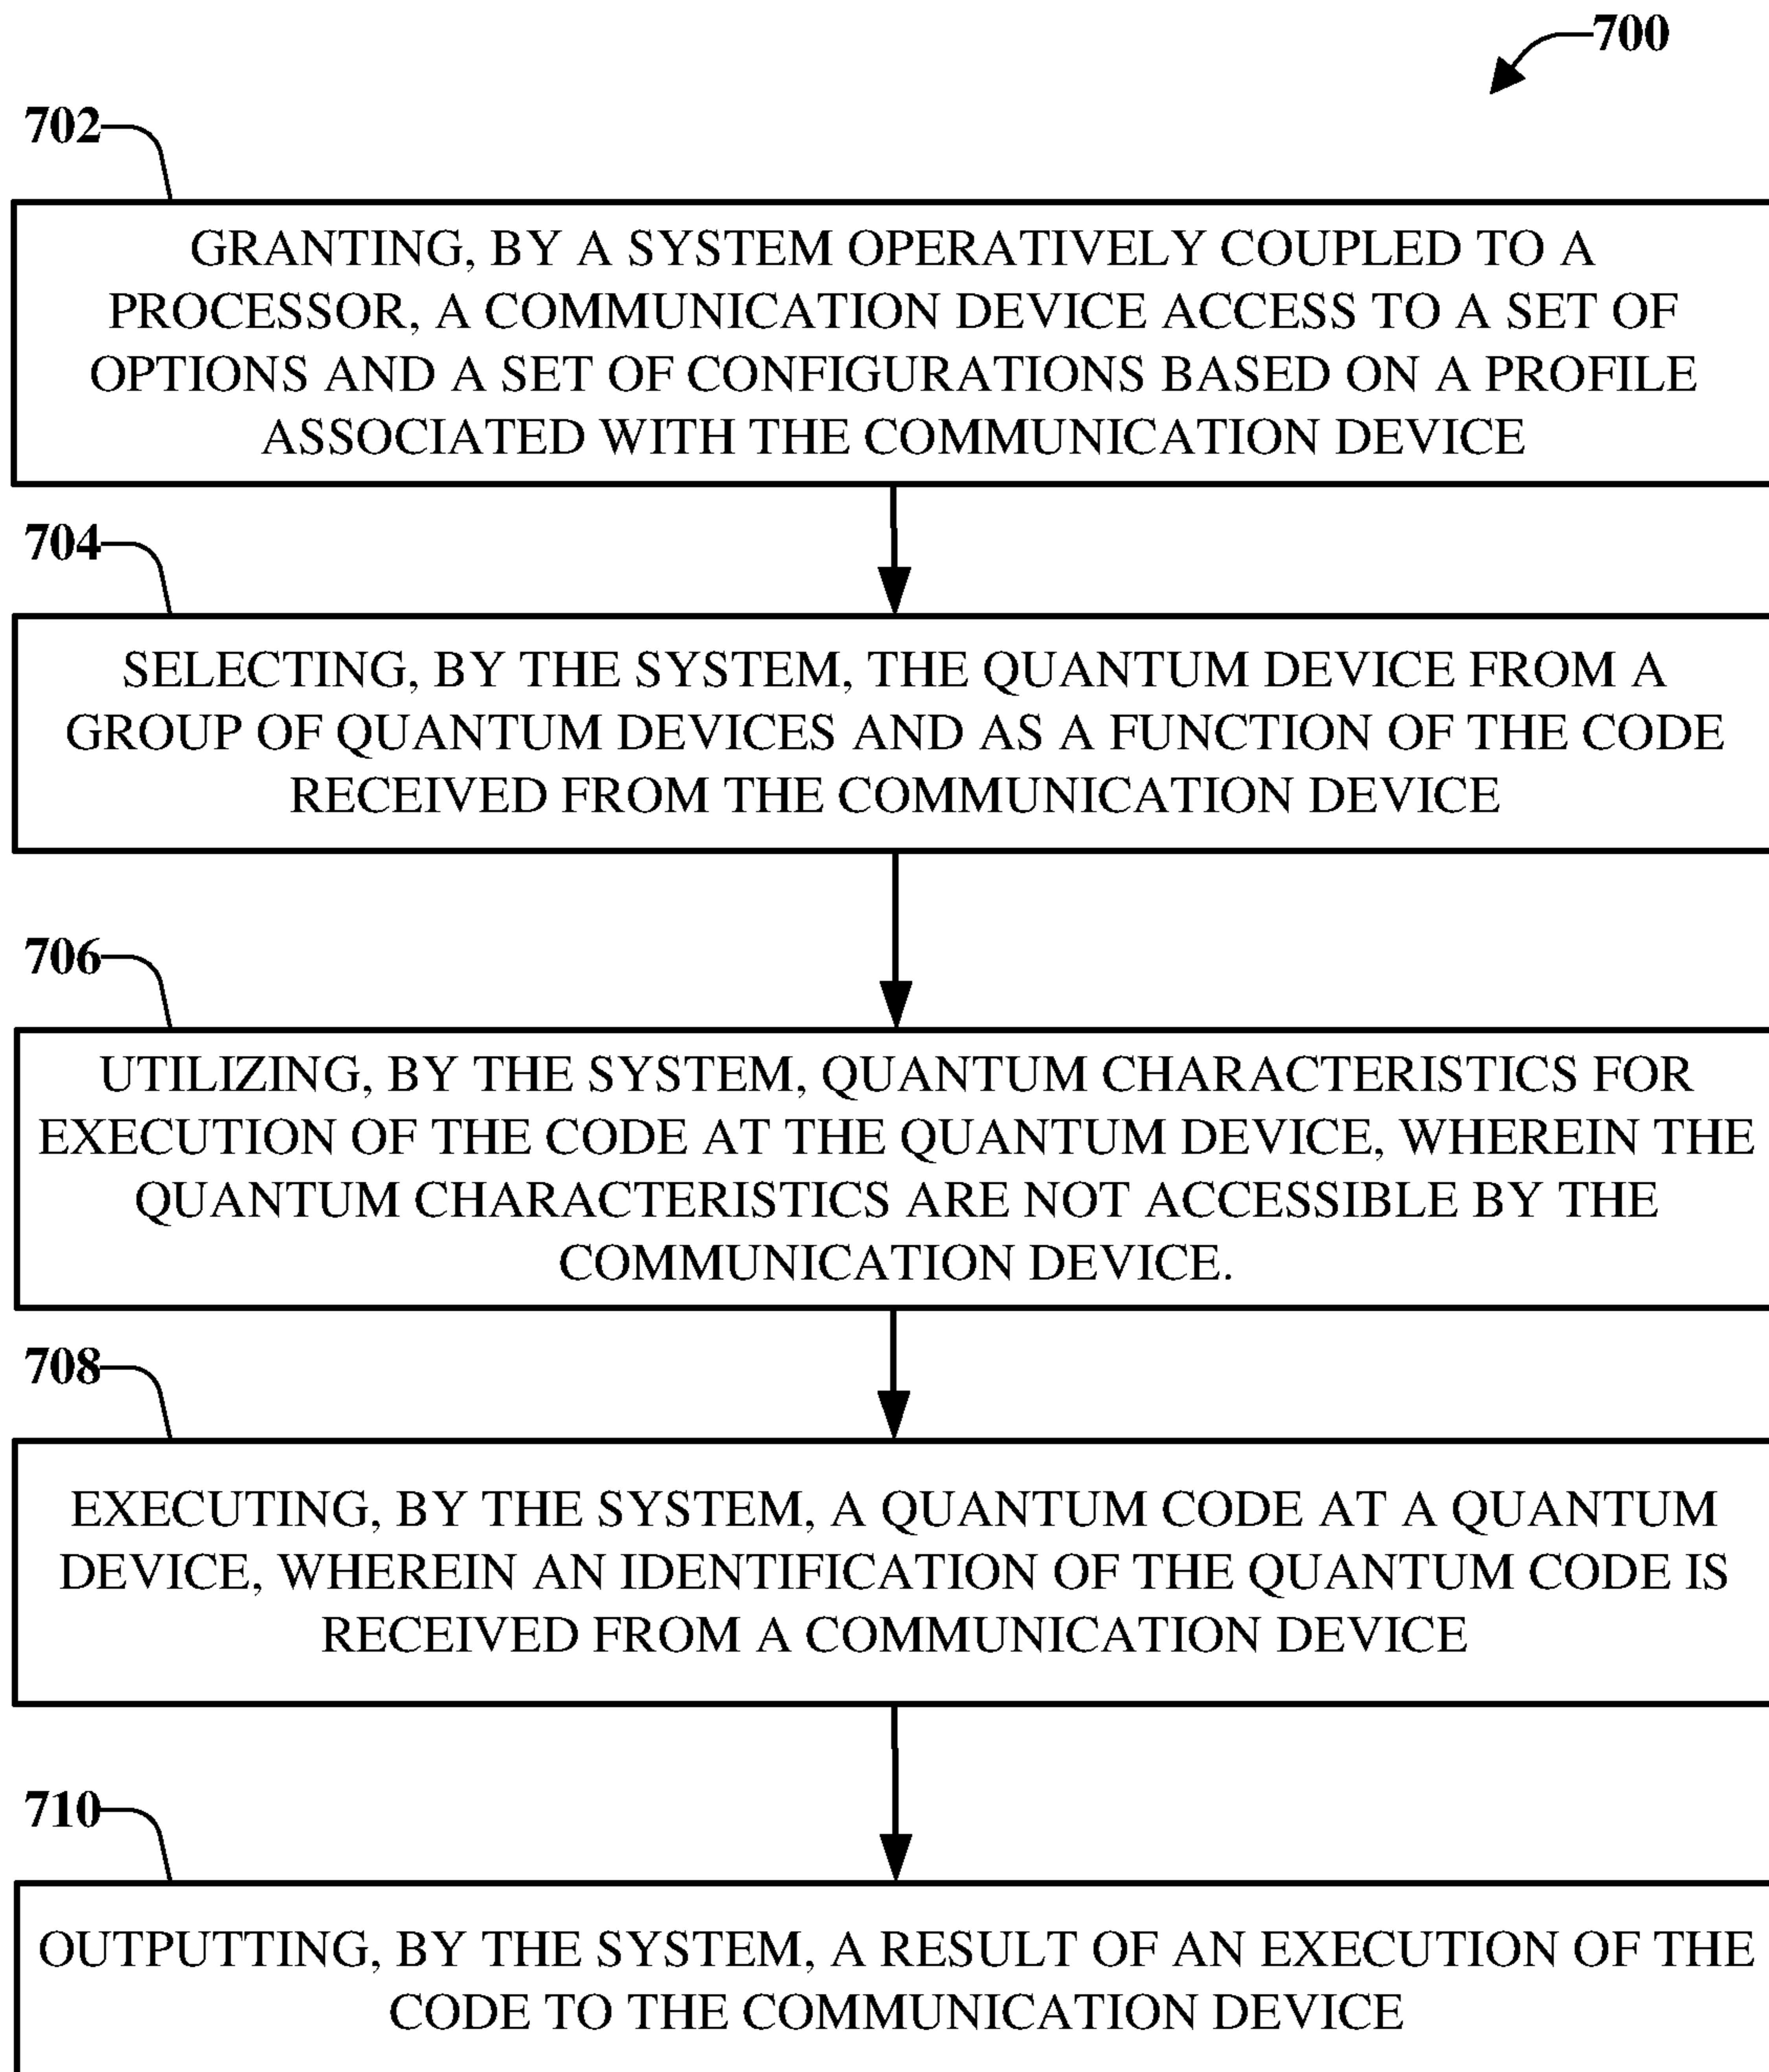 700
702
GRANTING, BY A SYSTEM OPERATIVELY COUPLED TO A
PROCESSOR, A COMMUNICATION DEVICE ACCESS TO A SET OF
OPTIONS AND A SET OF CONFIGURATIONS BASED ON A PROFILE
ASSOCIATED WITH THE COMMUNICATION DEVICE
704
SELECTING, BY THE SYSTEM, THE QUANTUM DEVICE FROM A
GROUP OF QUANTUM DEVICES AND AS A FUNCTION OF THE CODE
RECEIVED FROM THE COMMUNICATION DEVICE
706
UTILIZING, BY THE SYSTEM, QUANTUM CHARACTERISTICS FOR
EXECUTION OF THE CODE AT THE QUANTUM DEVICE, WHEREIN THE
QUANTUM CHARACTERISTICS ARE NOT ACCESSIBLE BY THE
COMMUNICATION DEVICE.
708
EXECUTING, BY THE SYSTEM, A QUANTUM CODE AT A QUANTUM
DEVICE, WHEREIN AN IDENTIFICATION OF THE QUANTUM CODE IS
RECEIVED FROM A COMMUNICATION DEVICE
710
OUTPUTTING, BY THE SYSTEM, A RESULT OF AN EXECUTION OF THE
CODE TO THE COMMUNICATION DEVICE